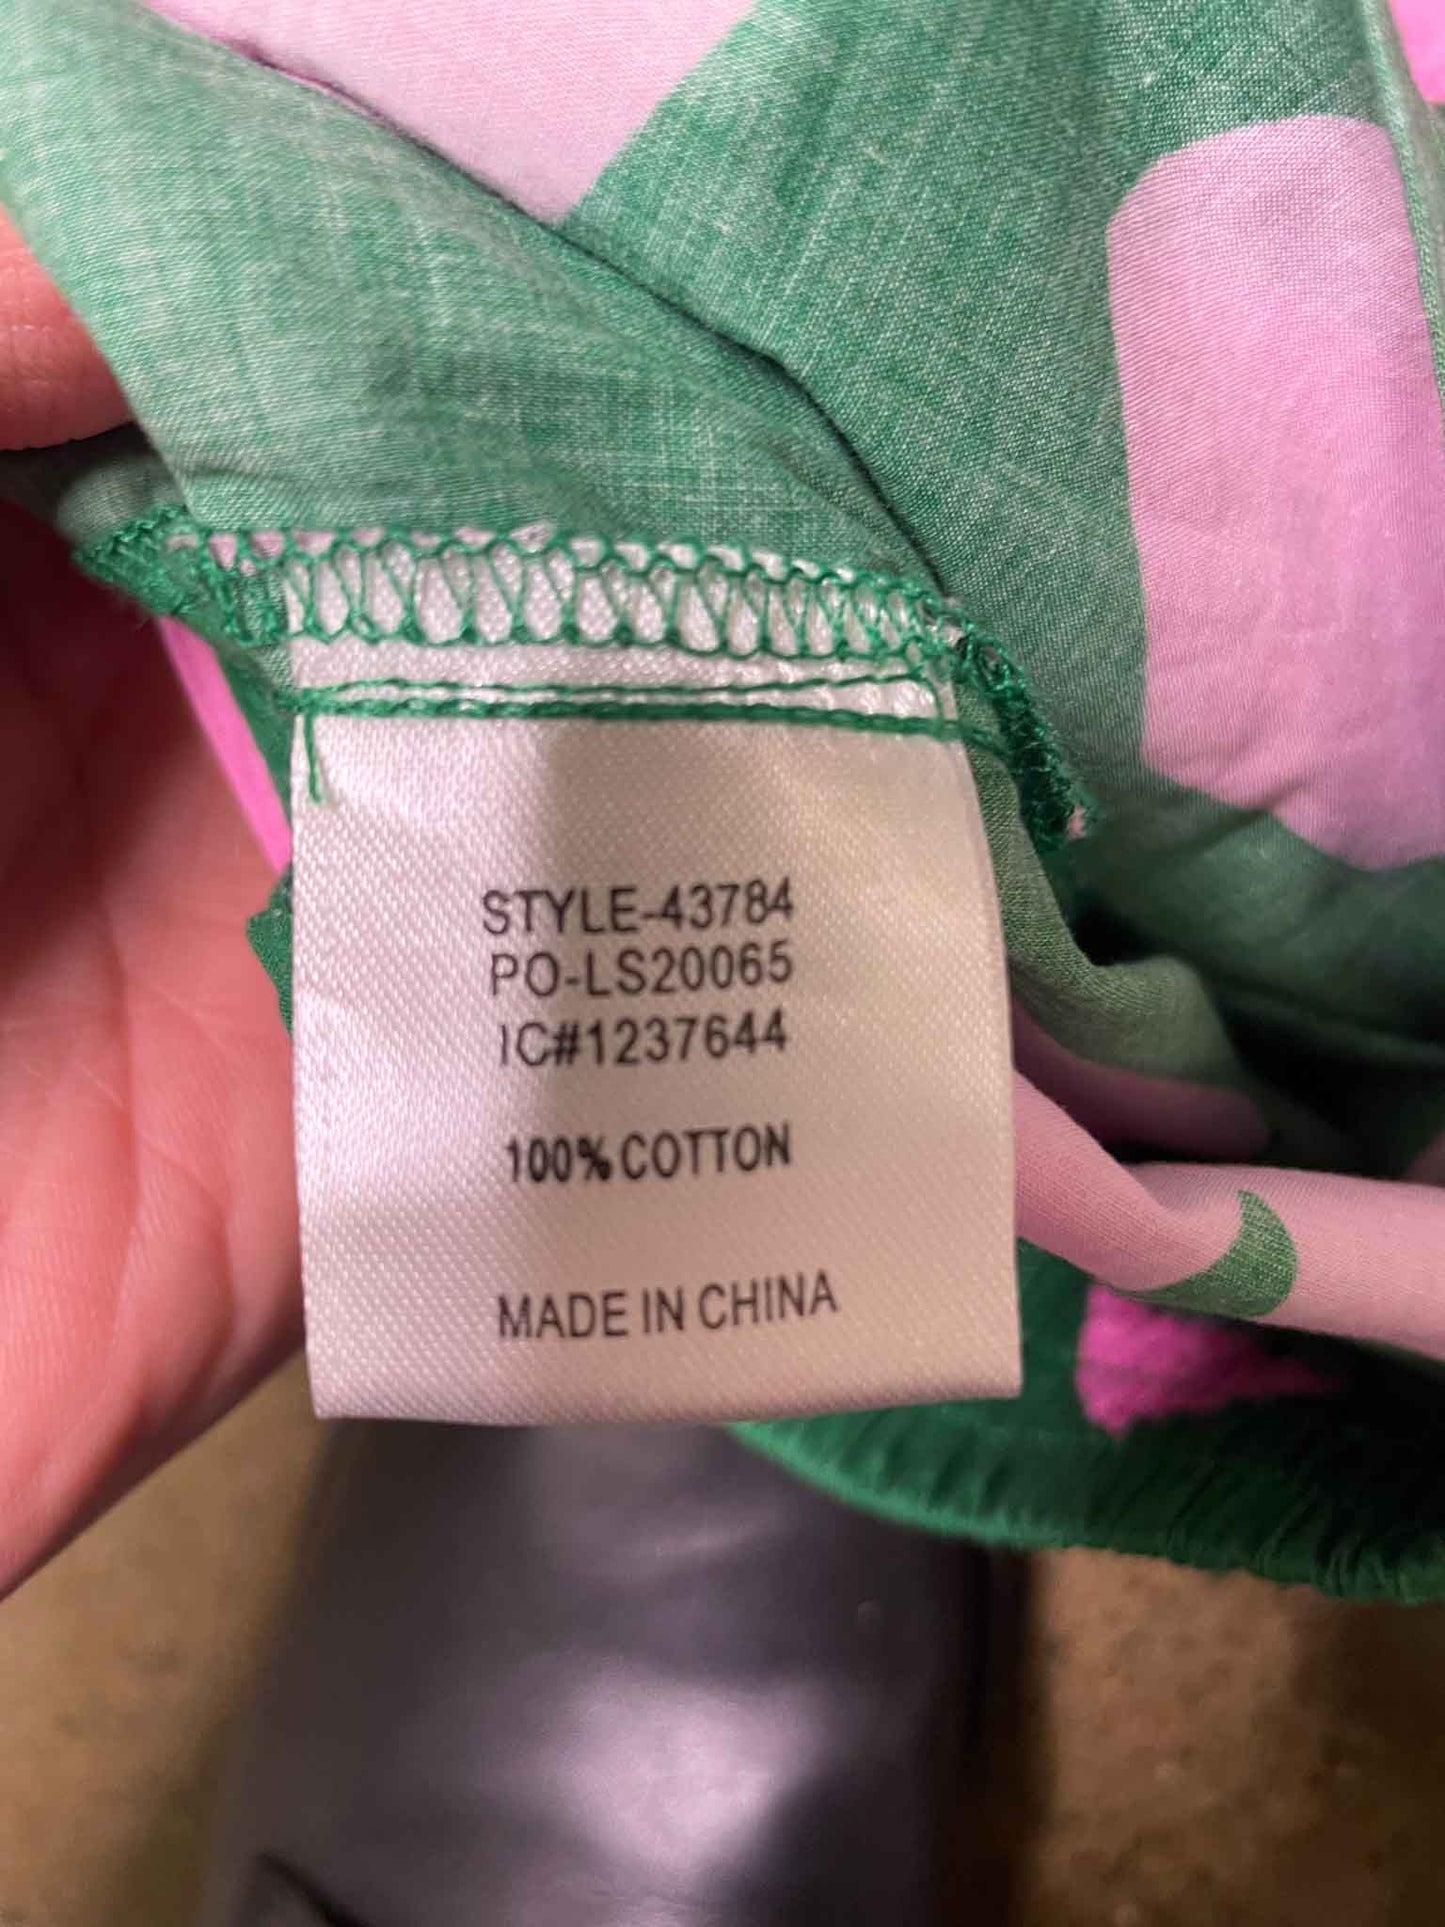 STYLE-43784
PO-LS20065
IC#1237644
100% COTTON
MADE IN CHINA